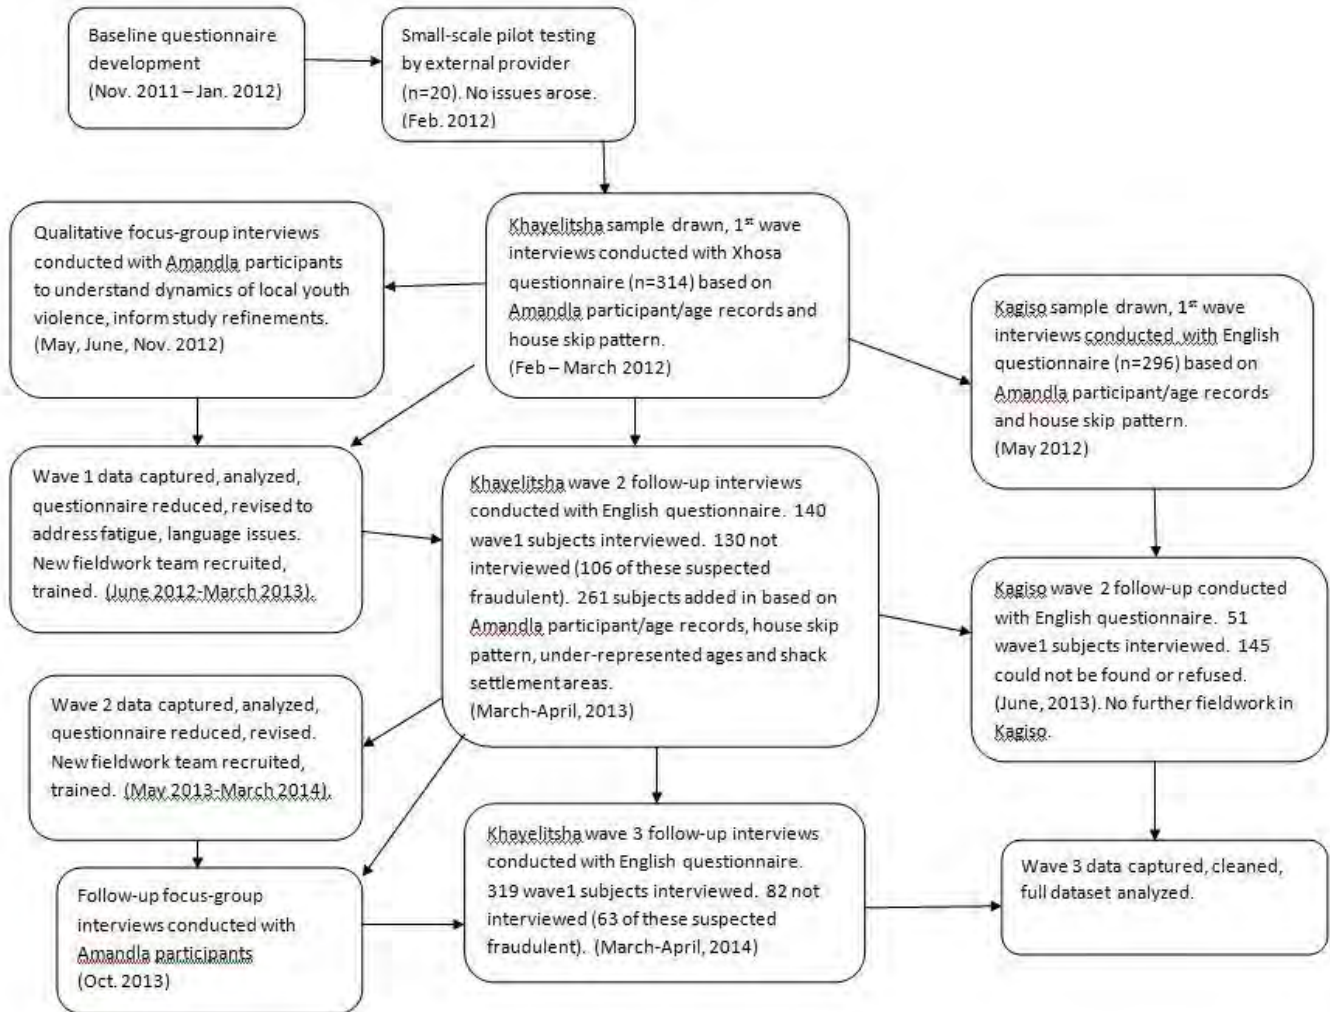 Baseline questionnaire
development
(Nov. 2011 – Jan. 2012)
Small-scale pilot testing
by external provider
(n=20). No issues arose.
(Feb. 2012)
Qualitative focus-group interviews
conducted with Amandla participants
to understand dynamics of local youth
violence, inform study refinements.
(May, June, Nov. 2012)
Khayelitsha sample drawn, 1st wave
interviews conducted with Xhosa
questionnaire (n=314) based on
Amandla participant/age records and
house skip pattern.
(Feb – March 2012)
Kagiso sample drawn, 1st wave
interviews conducted with English
questionnaire (n=296) based on
Amandla participant/age records
and house skip pattern.
(May 2012)
Wave 1 data captured, analyzed,
questionnaire reduced, revised to
address fatigue, language issues.
New fieldwork team recruited,
trained. (June 2012-March 2013).
Khayelitsha wave 2 follow-up interviews
conducted with English questionnaire. 140
wave1 subjects interviewed. 130 not
interviewed (106 of these suspected
fraudulent). 261 subjects added in based on
Amandla participant/age records, house skip
pattern, under-represented ages and shack
settlement areas.
(March-April, 2013)
Kagiso wave 2 follow-up conducted
with English questionnaire. 51
wave1 subjects interviewed. 145
could not be found or refused.
(June, 2013). No further fieldwork in
Kagiso.
Wave 2 data captured, analyzed,
questionnaire reduced, revised.
New fieldwork team recruited,
trained. (May 2013-March 2014).
Follow-up focus-group
interviews conducted with
Amandla participants
(Oct. 2013)
Khayelitsha wave 3 follow-up interviews
conducted with English questionnaire.
319 wave1 subjects interviewed. 82 not
interviewed (63 of these suspected
fraudulent). (March-April, 2014)
Wave 3 data captured, cleaned,
full dataset analyzed.